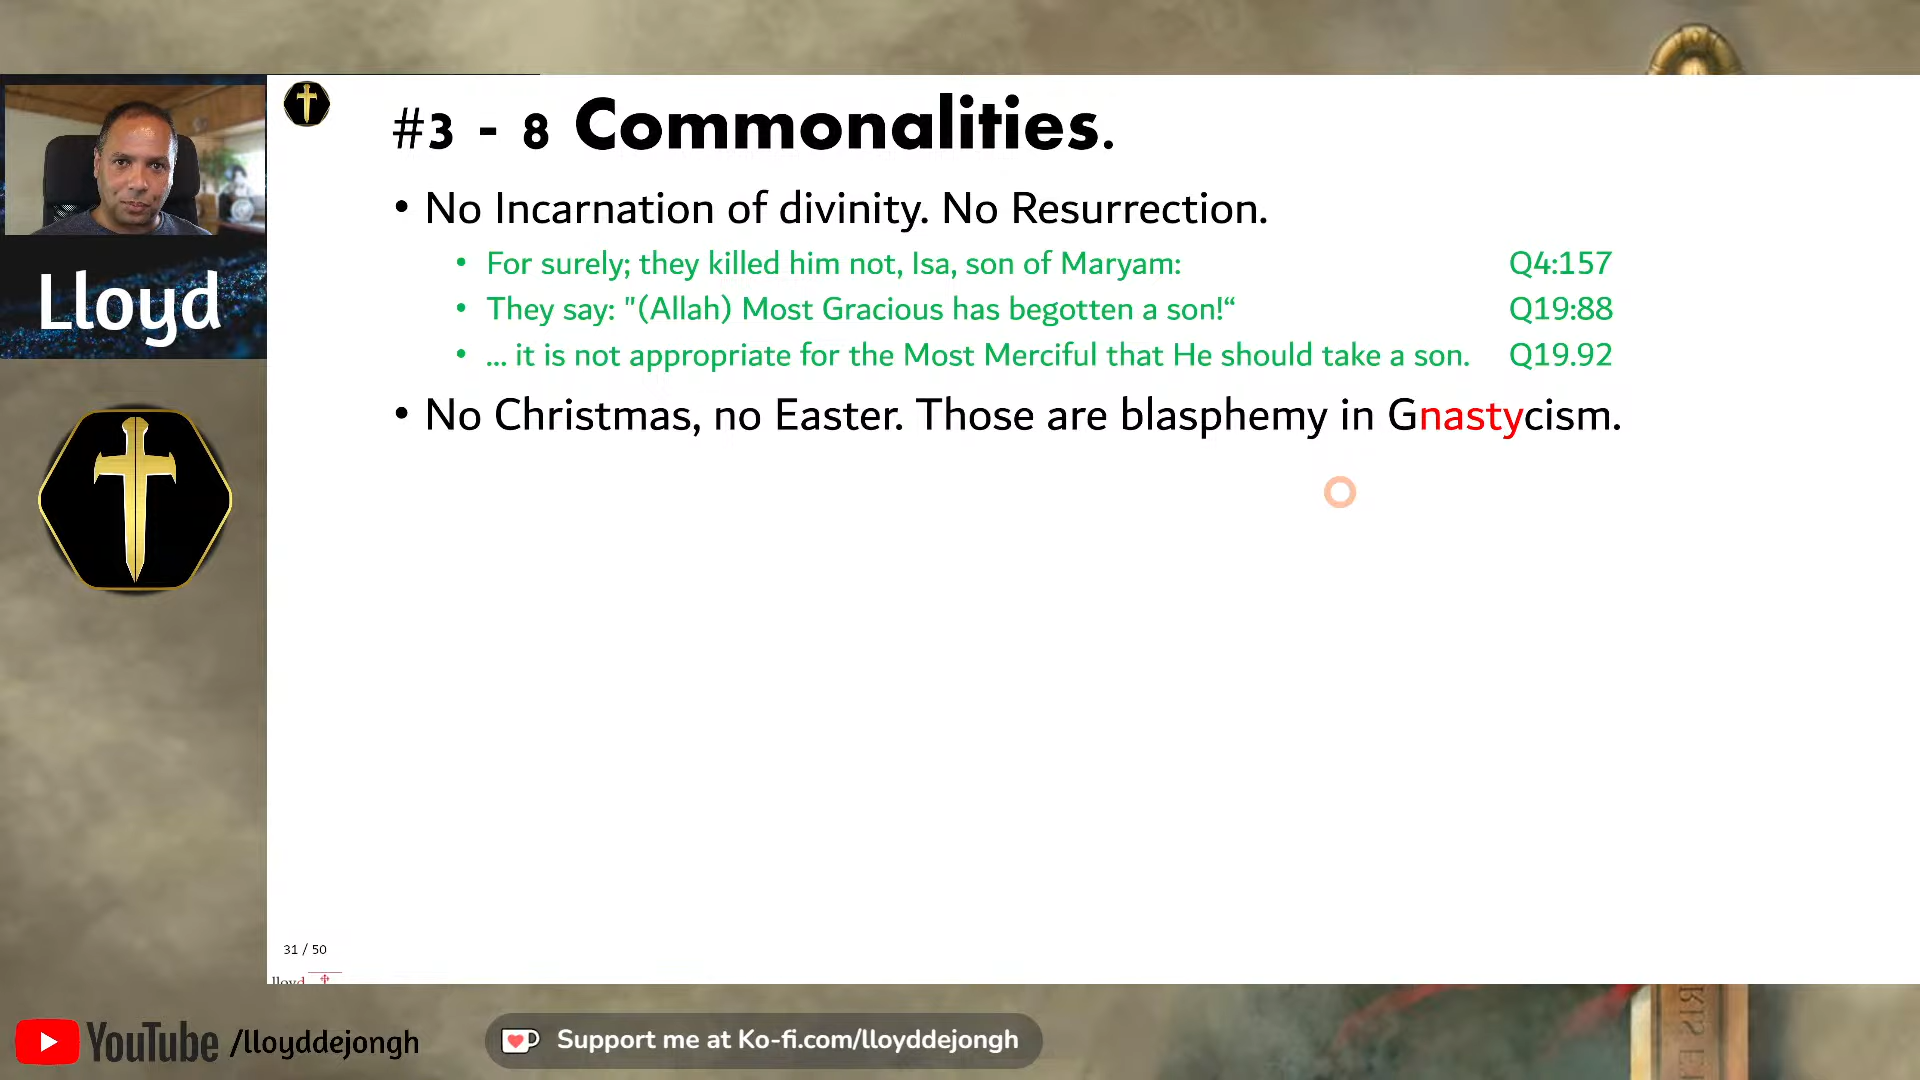 #3 - 8 Commonalities.
• No Incarnation of divinity. No Resurrection.
• For surely; they killed him not, Isa, son of Maryam: Q4:157
• They say: "(Allah) Most Gracious has begotten a son!“ Q19:88
• ... it is not appropriate for the Most Merciful that He should take a son. Q19.92
• No Christmas, no Easter. Those are blasphemy in Gnastycism.
Lloyd
31 / 50
lloyd
YouTube /lloyddejongh
Support me at Ko-fi.com/lloyddejongh